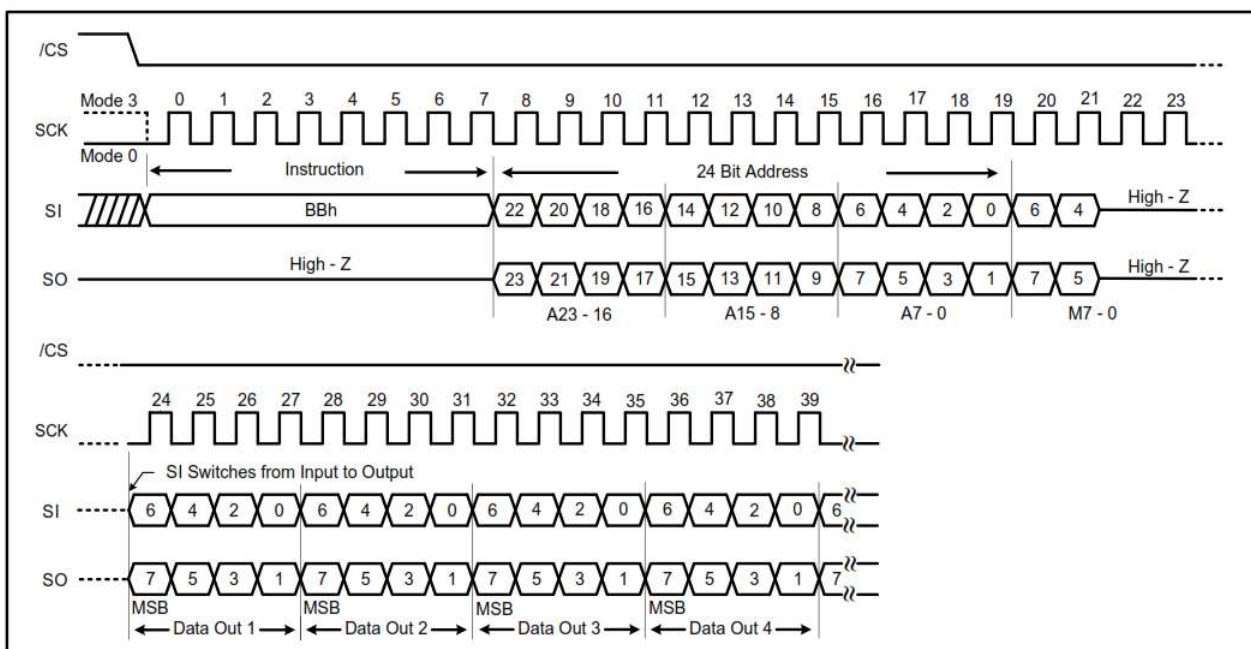 /CS
Mode 3 0 1 2 3 4 5 6 7 8 9 10 11 12 13 14 15 16 17 18 19 20 21 22 23
SCK
Mode 0
Instruction 24 Bit Address
SI BBh 22 20 18 16 14 12 10 8 6 4 2 0 6 4 High - Z
SO High - Z 23 21 19 17 15 13 11 9 7 5 3 1 7 5 High - Z
A23 - 16 A15 - 8 A7 - 0 M7 - 0
/CS
24 25 26 27 28 29 30 31 32 33 34 35 36 37 38 39
SCK
SI Switches from Input to Output
SI 6 4 2 0 6 4 2 0 6 4 2 0 6 4 2 0 6
SO 7 5 3 1 7 5 3 1 7 5 3 1 7 5 3 1 7
MSB MSB MSB MSB
Data Out 1 Data Out 2 Data Out 3 Data Out 4